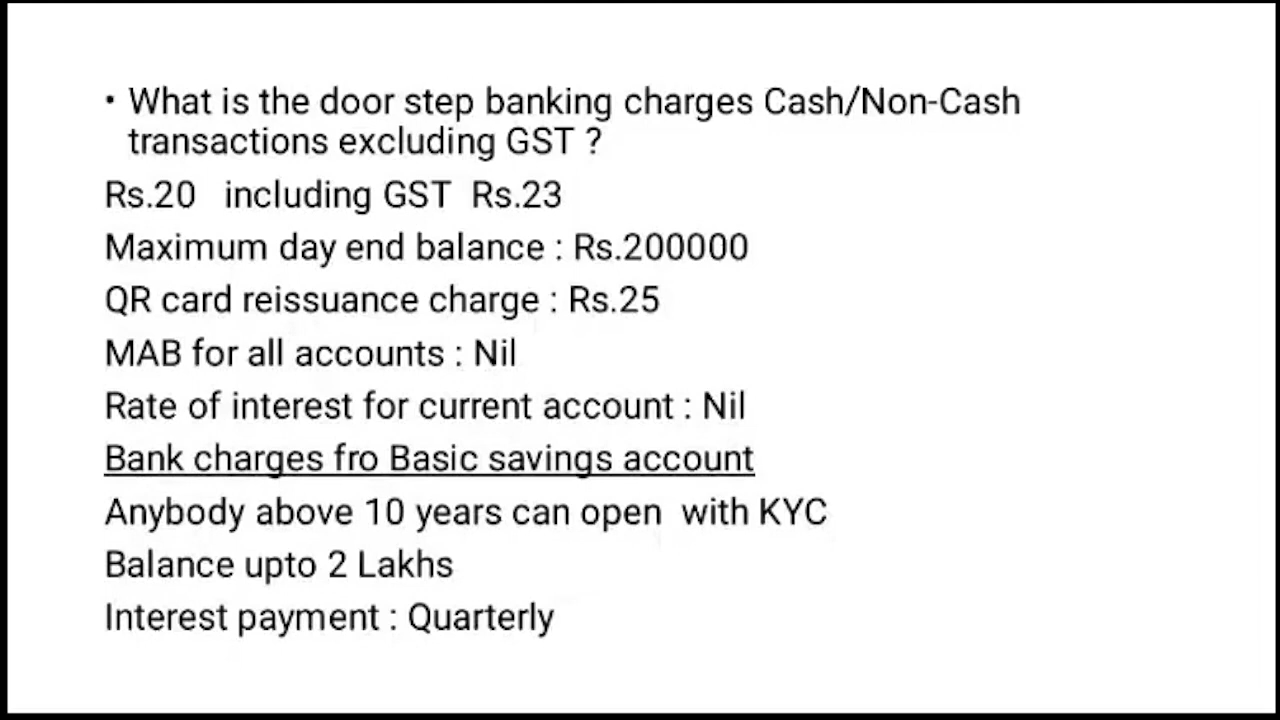 • What is the door step banking charges Cash/Non-Cash
transactions excluding GST ?
Rs.20 including GST Rs.23
Maximum day end balance : Rs.200000
QR card reissuance charge : Rs.25
MAB for all accounts : Nil
Rate of interest for current account : Nil
Bank charges fro Basic savings account
Anybody above 10 years can open with KYC
Balance upto 2 Lakhs
Interest payment : Quarterly